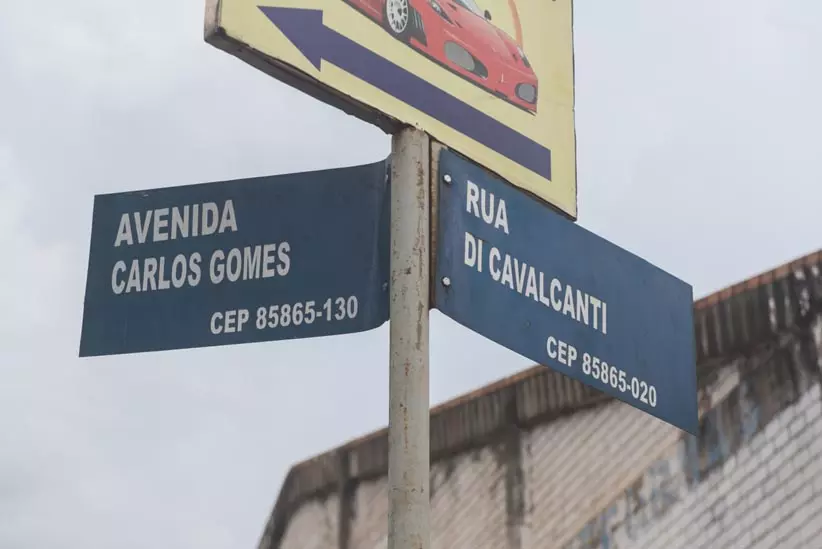 AVENIDA
CARLOS GOMES
CEP 85865-130
RUA
DI CAVALCANTI
CEP 85865-020